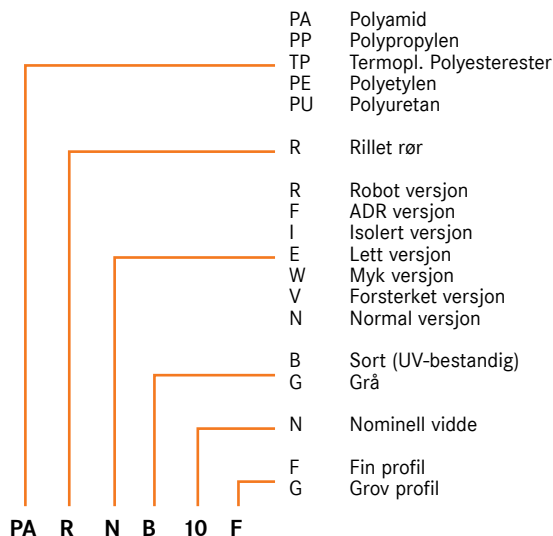 PA Polyamid
PP Polypropylen
TP Termopl. Polyesterester
PE Polyetylen
PU Polyuretan
R Rillet rør
R Robot versjon
F ADR versjon
I Isolert versjon
E Lett versjon
W Myk versjon
V Forsterket versjon
N Normal versjon
B Sort (UV-bestandig)
G Grå
N Nominell vidde
F Fin profil
G Grov profil
PA R N B 10 F